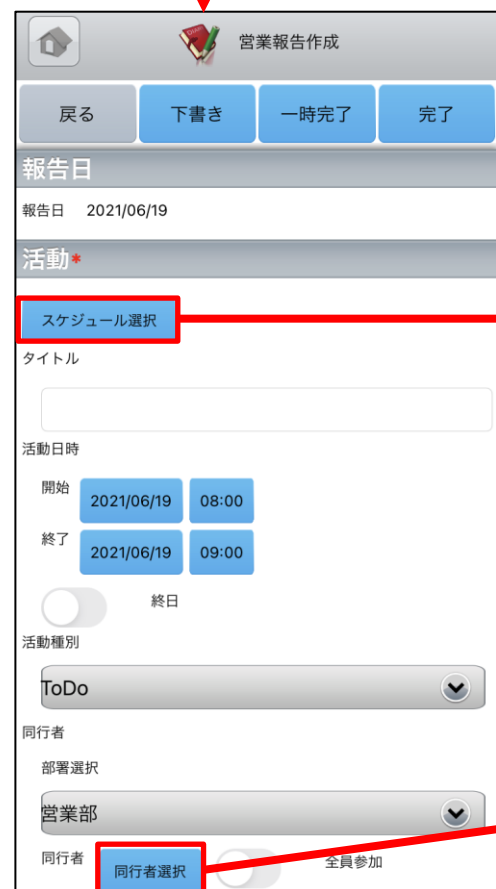 営業報告作成
戻る 下書き 一時完了 完了
報告日
報告日 2021/06/19
活動*
スケジュール選択
タイトル
活動日時
開始 2021/06/19 08:00
終了 2021/06/19 09:00
終日
活動種別
ToDo
同行者
部署選択
営業部
同行者 同行者選択 全員参加